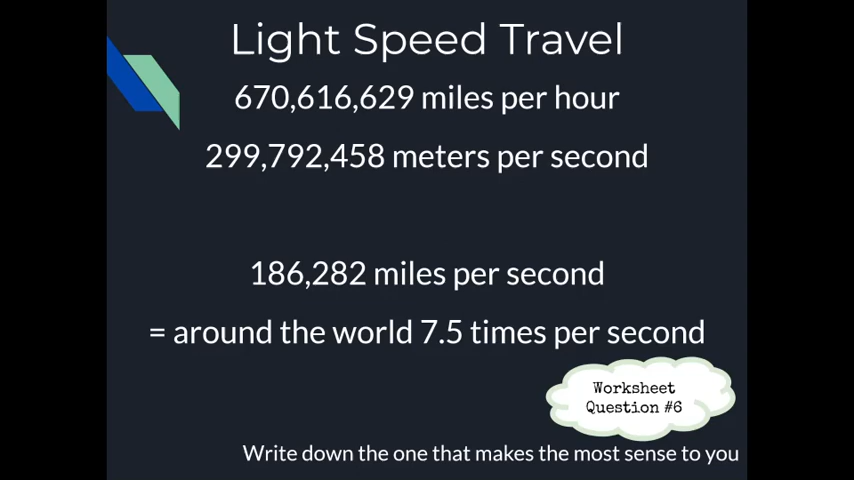 Light Speed Travel
670,616,629 miles per hour
299,792,458 meters per second
186,282 miles per second
= around the world 7.5 times per second
Worksheet
Question #6
Write down the one that makes the most sense to you